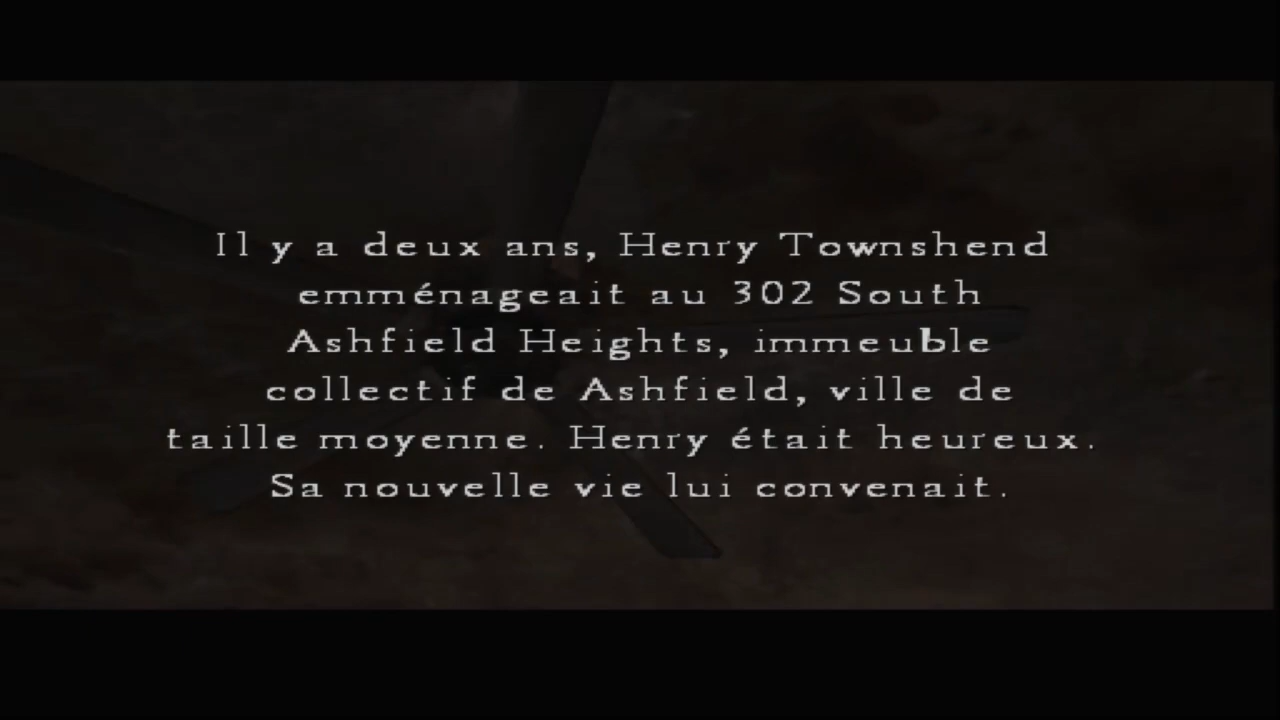 Il y a deux ans, Henry Townshend
emménageait au 302 South
Ashfield Heights, immeuble
collectif de Ashfield, ville de
taille moyenne. Henry était heureux.
Sa nouvelle vie lui convenait.